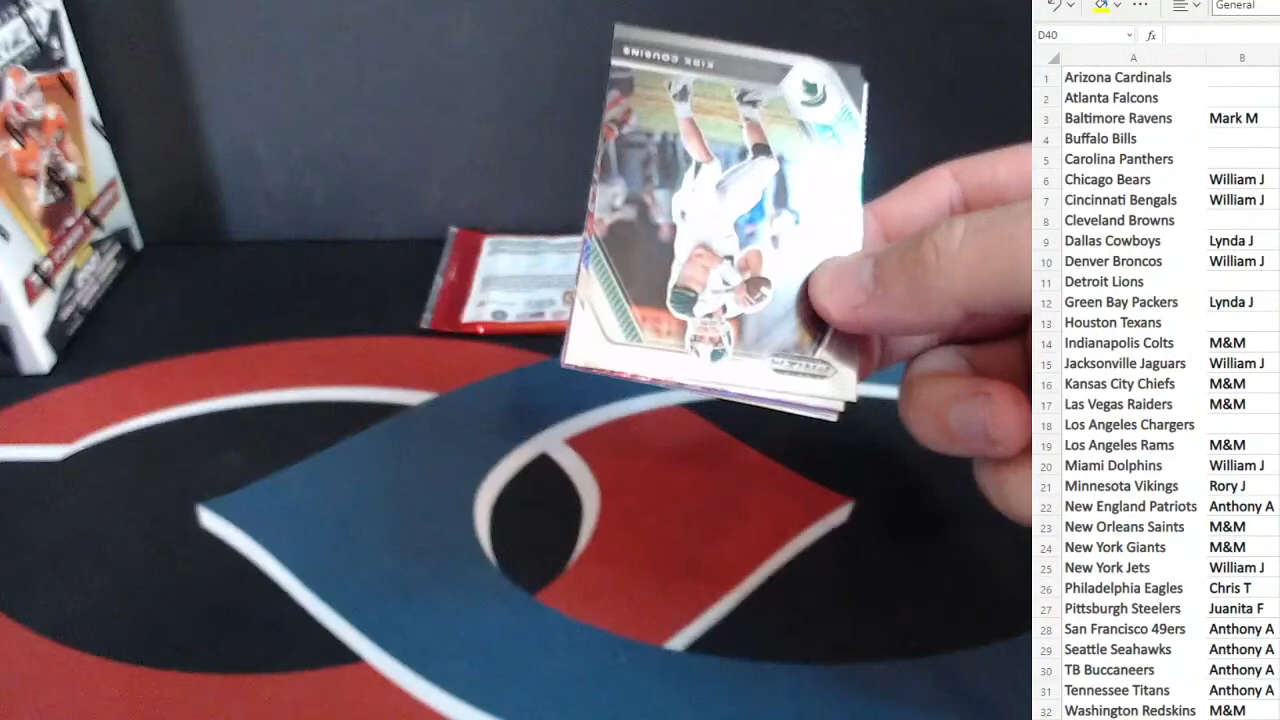 General
D40
fx
A
B
1 Arizona Cardinals
2 Atlanta Falcons
3 Baltimore Ravens Mark M
4 Buffalo Bills
5 Carolina Panthers
6 Chicago Bears William J
7 Cincinnati Bengals William J
8 Cleveland Browns
9 Dallas Cowboys Lynda J
10 Denver Broncos William J
11 Detroit Lions
12 Green Bay Packers Lynda J
13 Houston Texans
14 Indianapolis Colts M&M
15 Jacksonville Jaguars William J
16 Kansas City Chiefs M&M
17 Las Vegas Raiders M&M
18 Los Angeles Chargers
19 Los Angeles Rams M&M
20 Miami Dolphins William J
21 Minnesota Vikings Rory J
22 New England Patriots Anthony A
23 New Orleans Saints M&M
24 New York Giants M&M
25 New York Jets William J
26 Philadelphia Eagles Chris T
27 Pittsburgh Steelers Juanita F
28 San Francisco 49ers Anthony A
29 Seattle Seahawks Anthony A
30 TB Buccaneers Anthony A
31 Tennessee Titans Anthony A
32 Washington Redskins M&M
KIRK COUSINS
PRIZM